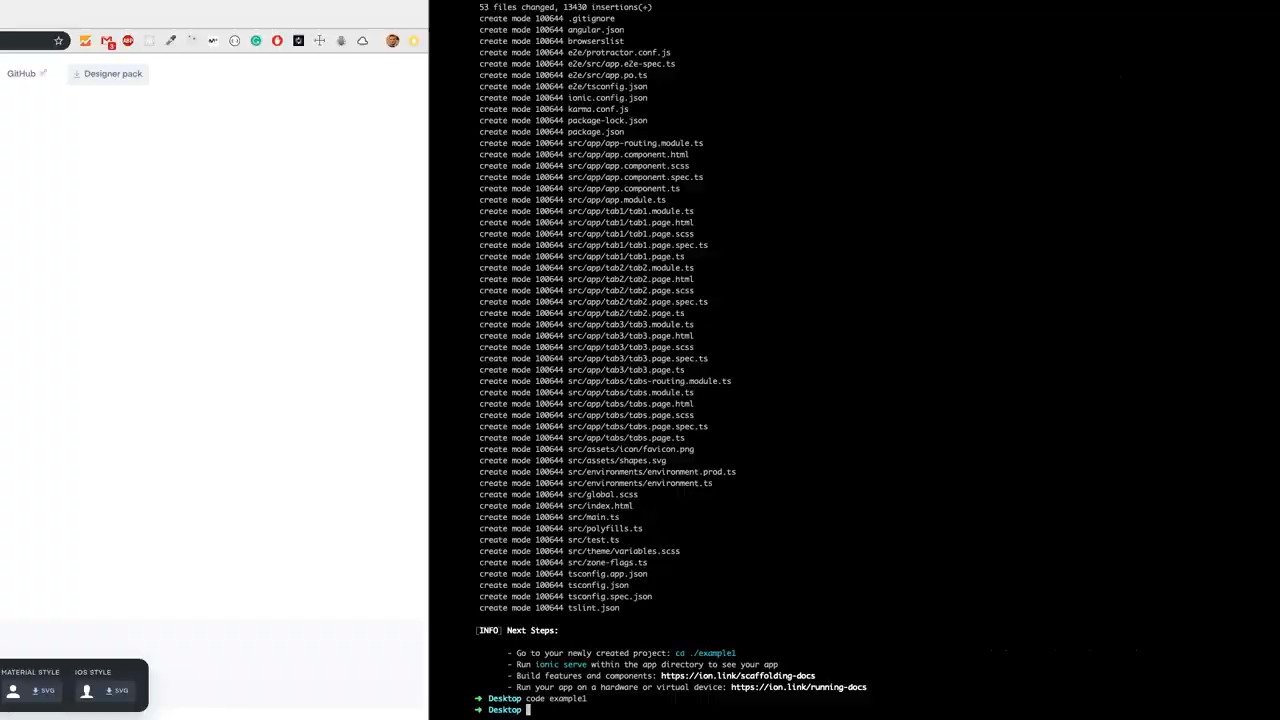 GitHub
Designer pack
MATERIAL STYLE
IOS STYLE
SVG
SVG
53 files changed, 13430 insertions(+)
create mode 100644 .gitignore
create mode 100644 angular.json
create mode 100644 browserslist
create mode 100644 e2e/protractor.conf.js
create mode 100644 e2e/src/app.e2e-spec.ts
create mode 100644 e2e/src/app.po.ts
create mode 100644 e2e/tsconfig.json
create mode 100644 ionic.config.json
create mode 100644 karma.conf.js
create mode 100644 package-lock.json
create mode 100644 package.json
create mode 100644 src/app/app-routing.module.ts
create mode 100644 src/app/app.component.html
create mode 100644 src/app/app.component.scss
create mode 100644 src/app/app.component.spec.ts
create mode 100644 src/app/app.component.ts
create mode 100644 src/app/app.module.ts
create mode 100644 src/app/tab1/tab1.module.ts
create mode 100644 src/app/tab1/tab1.page.html
create mode 100644 src/app/tab1/tab1.page.scss
create mode 100644 src/app/tab1/tab1.page.spec.ts
create mode 100644 src/app/tab1/tab1.page.ts
create mode 100644 src/app/tab2/tab2.module.ts
create mode 100644 src/app/tab2/tab2.page.html
create mode 100644 src/app/tab2/tab2.page.scss
create mode 100644 src/app/tab2/tab2.page.spec.ts
create mode 100644 src/app/tab2/tab2.page.ts
create mode 100644 src/app/tab3/tab3.module.ts
create mode 100644 src/app/tab3/tab3.page.html
create mode 100644 src/app/tab3/tab3.page.scss
create mode 100644 src/app/tab3/tab3.page.spec.ts
create mode 100644 src/app/tab3/tab3.page.ts
create mode 100644 src/app/tabs/tabs-routing.module.ts
create mode 100644 src/app/tabs/tabs.module.ts
create mode 100644 src/app/tabs/tabs.page.html
create mode 100644 src/app/tabs/tabs.page.scss
create mode 100644 src/app/tabs/tabs.page.spec.ts
create mode 100644 src/app/tabs/tabs.page.ts
create mode 100644 src/assets/icon/favicon.png
create mode 100644 src/assets/shapes.svg
create mode 100644 src/environments/environment.prod.ts
create mode 100644 src/environments/environment.ts
create mode 100644 src/global.scss
create mode 100644 src/index.html
create mode 100644 src/main.ts
create mode 100644 src/polyfills.ts
create mode 100644 src/test.ts
create mode 100644 src/theme/variables.scss
create mode 100644 src/zone-flags.ts
create mode 100644 tsconfig.app.json
create mode 100644 tsconfig.json
create mode 100644 tsconfig.spec.json
create mode 100644 tslint.json
[INFO] Next Steps:
- Go to your newly created project: cd ./example1
- Run ionic serve within the app directory to see your app
- Build features and components: https://ion.link/scaffolding-docs
- Run your app on a hardware or virtual device: https://ion.link/running-docs
➜ Desktop code example1
➜ Desktop